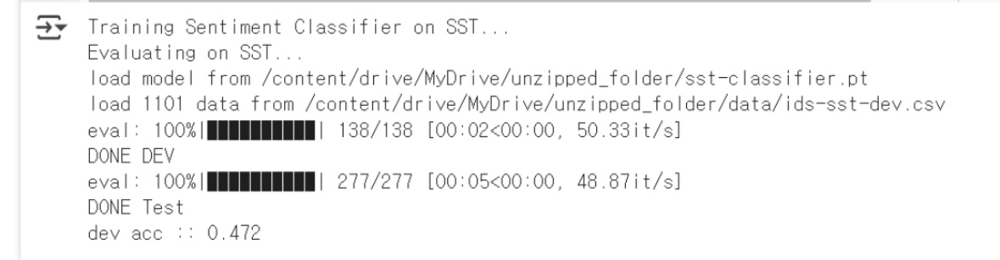 Training Sentiment Classifier on SST...
Evaluating on SST...
load model from /content/drive/MyDrive/unzipped_folder/sst-classifier.pt
load 1101 data from /content/drive/MyDrive/unzipped_folder/data/ids-sst-dev.csv
eval: 100%|██████████| 138/138 [00:02<00:00, 50.33it/s]
DONE DEV
eval: 100%|██████████| 277/277 [00:05<00:00, 48.87it/s]
DONE Test
dev acc :: 0.472